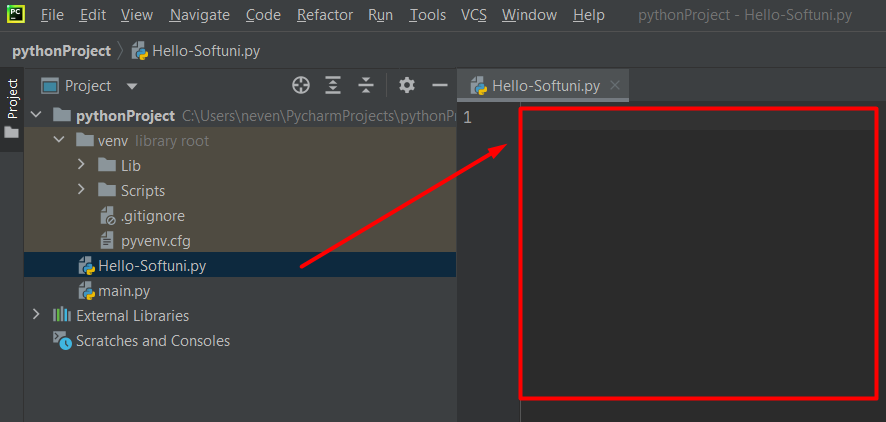 PC File Edit View Navigate Code Refactor Run Tools VCS Window Help pythonProject - Hello-Softuni.py
pythonProject Hello-Softuni.py
Project
Project
Hello-Softuni.py
pythonProject C:\Users\neven\PycharmProjects\pythonP
1
venv library root
Lib
Scripts
.gitignore
pyvenv.cfg
Hello-Softuni.py
main.py
External Libraries
Scratches and Consoles